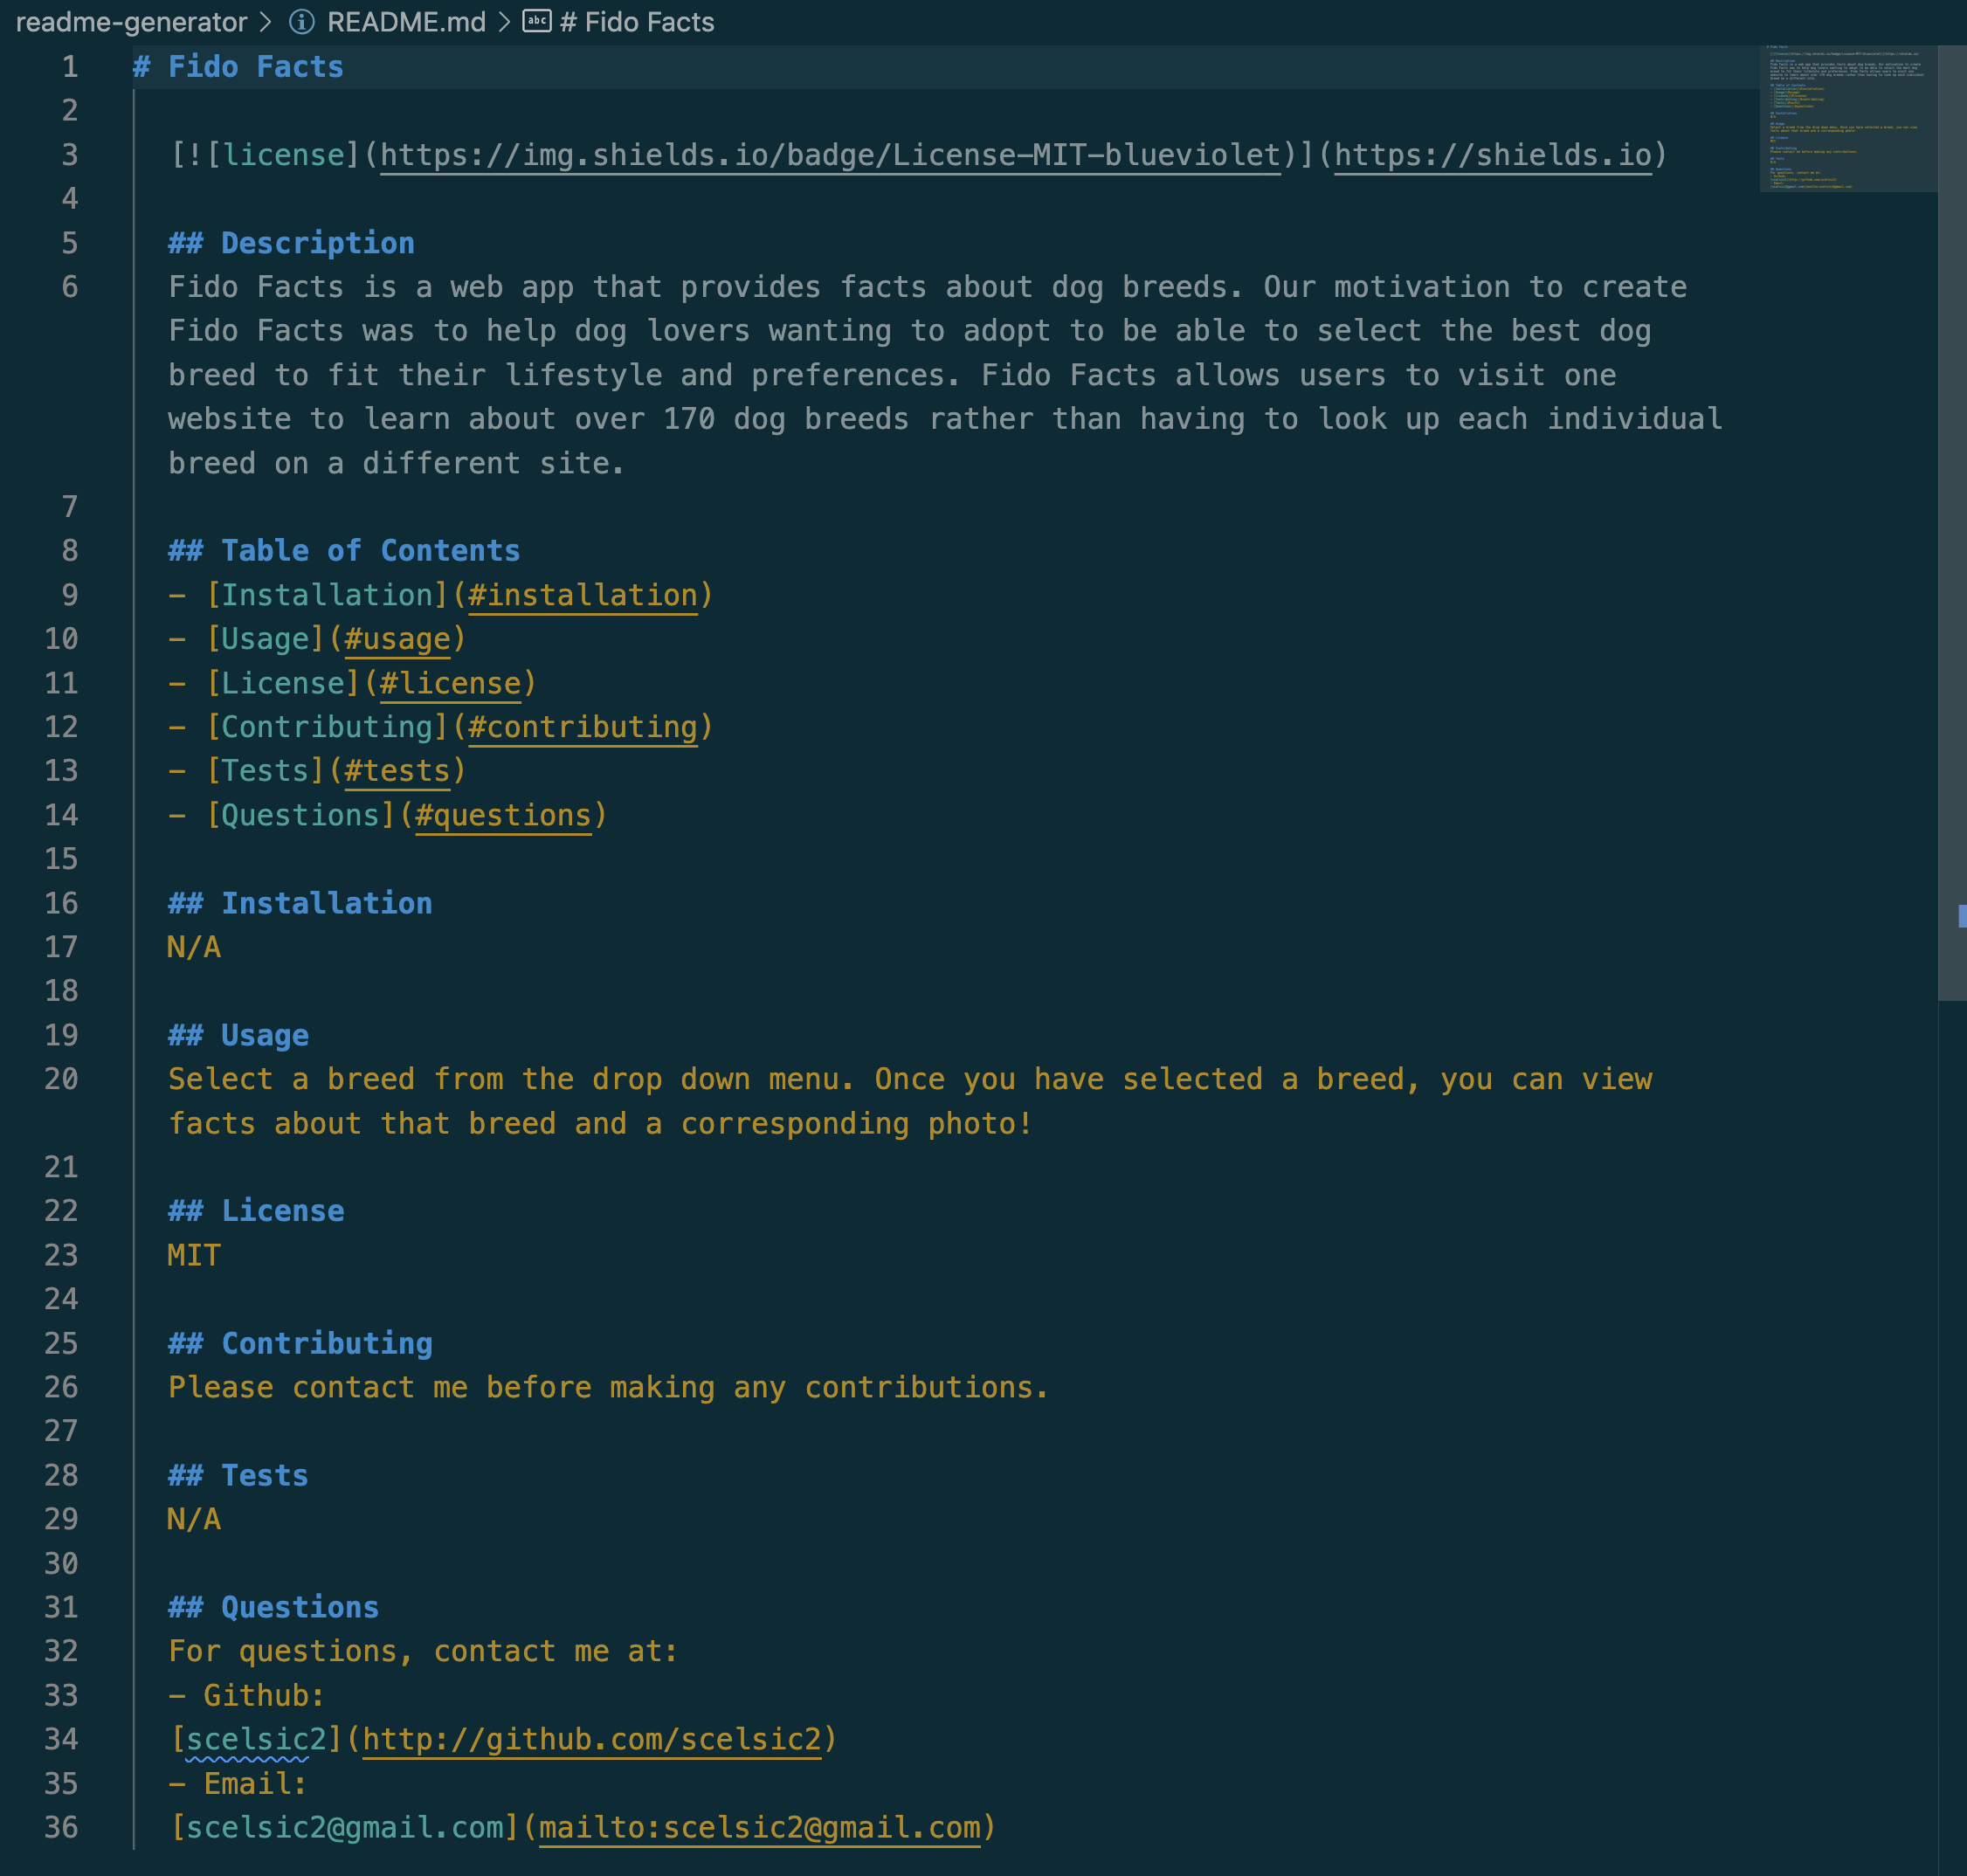 readme-generator > README.md > # Fido Facts
1 # Fido Facts
2
3 [![license](https://img.shields.io/badge/License-MIT-blueviolet)](https://shields.io)
4
5 ## Description
6 Fido Facts is a web app that provides facts about dog breeds. Our motivation to create
Fido Facts was to help dog lovers wanting to adopt to be able to select the best dog
breed to fit their lifestyle and preferences. Fido Facts allows users to visit one
website to learn about over 170 dog breeds rather than having to look up each individual
breed on a different site.
7
8 ## Table of Contents
9 - [Installation](#installation)
10 - [Usage](#usage)
11 - [License](#license)
12 - [Contributing](#contributing)
13 - [Tests](#tests)
14 - [Questions](#questions)
15
16 ## Installation
17 N/A
18
19 ## Usage
20 Select a breed from the drop down menu. Once you have selected a breed, you can view
facts about that breed and a corresponding photo!
21
22 ## License
23 MIT
24
25 ## Contributing
26 Please contact me before making any contributions.
27
28 ## Tests
29 N/A
30
31 ## Questions
32 For questions, contact me at:
33 - Github:
34 [scelsic2](http://github.com/scelsic2)
35 - Email:
36 [scelsic2@gmail.com](mailto:scelsic2@gmail.com)